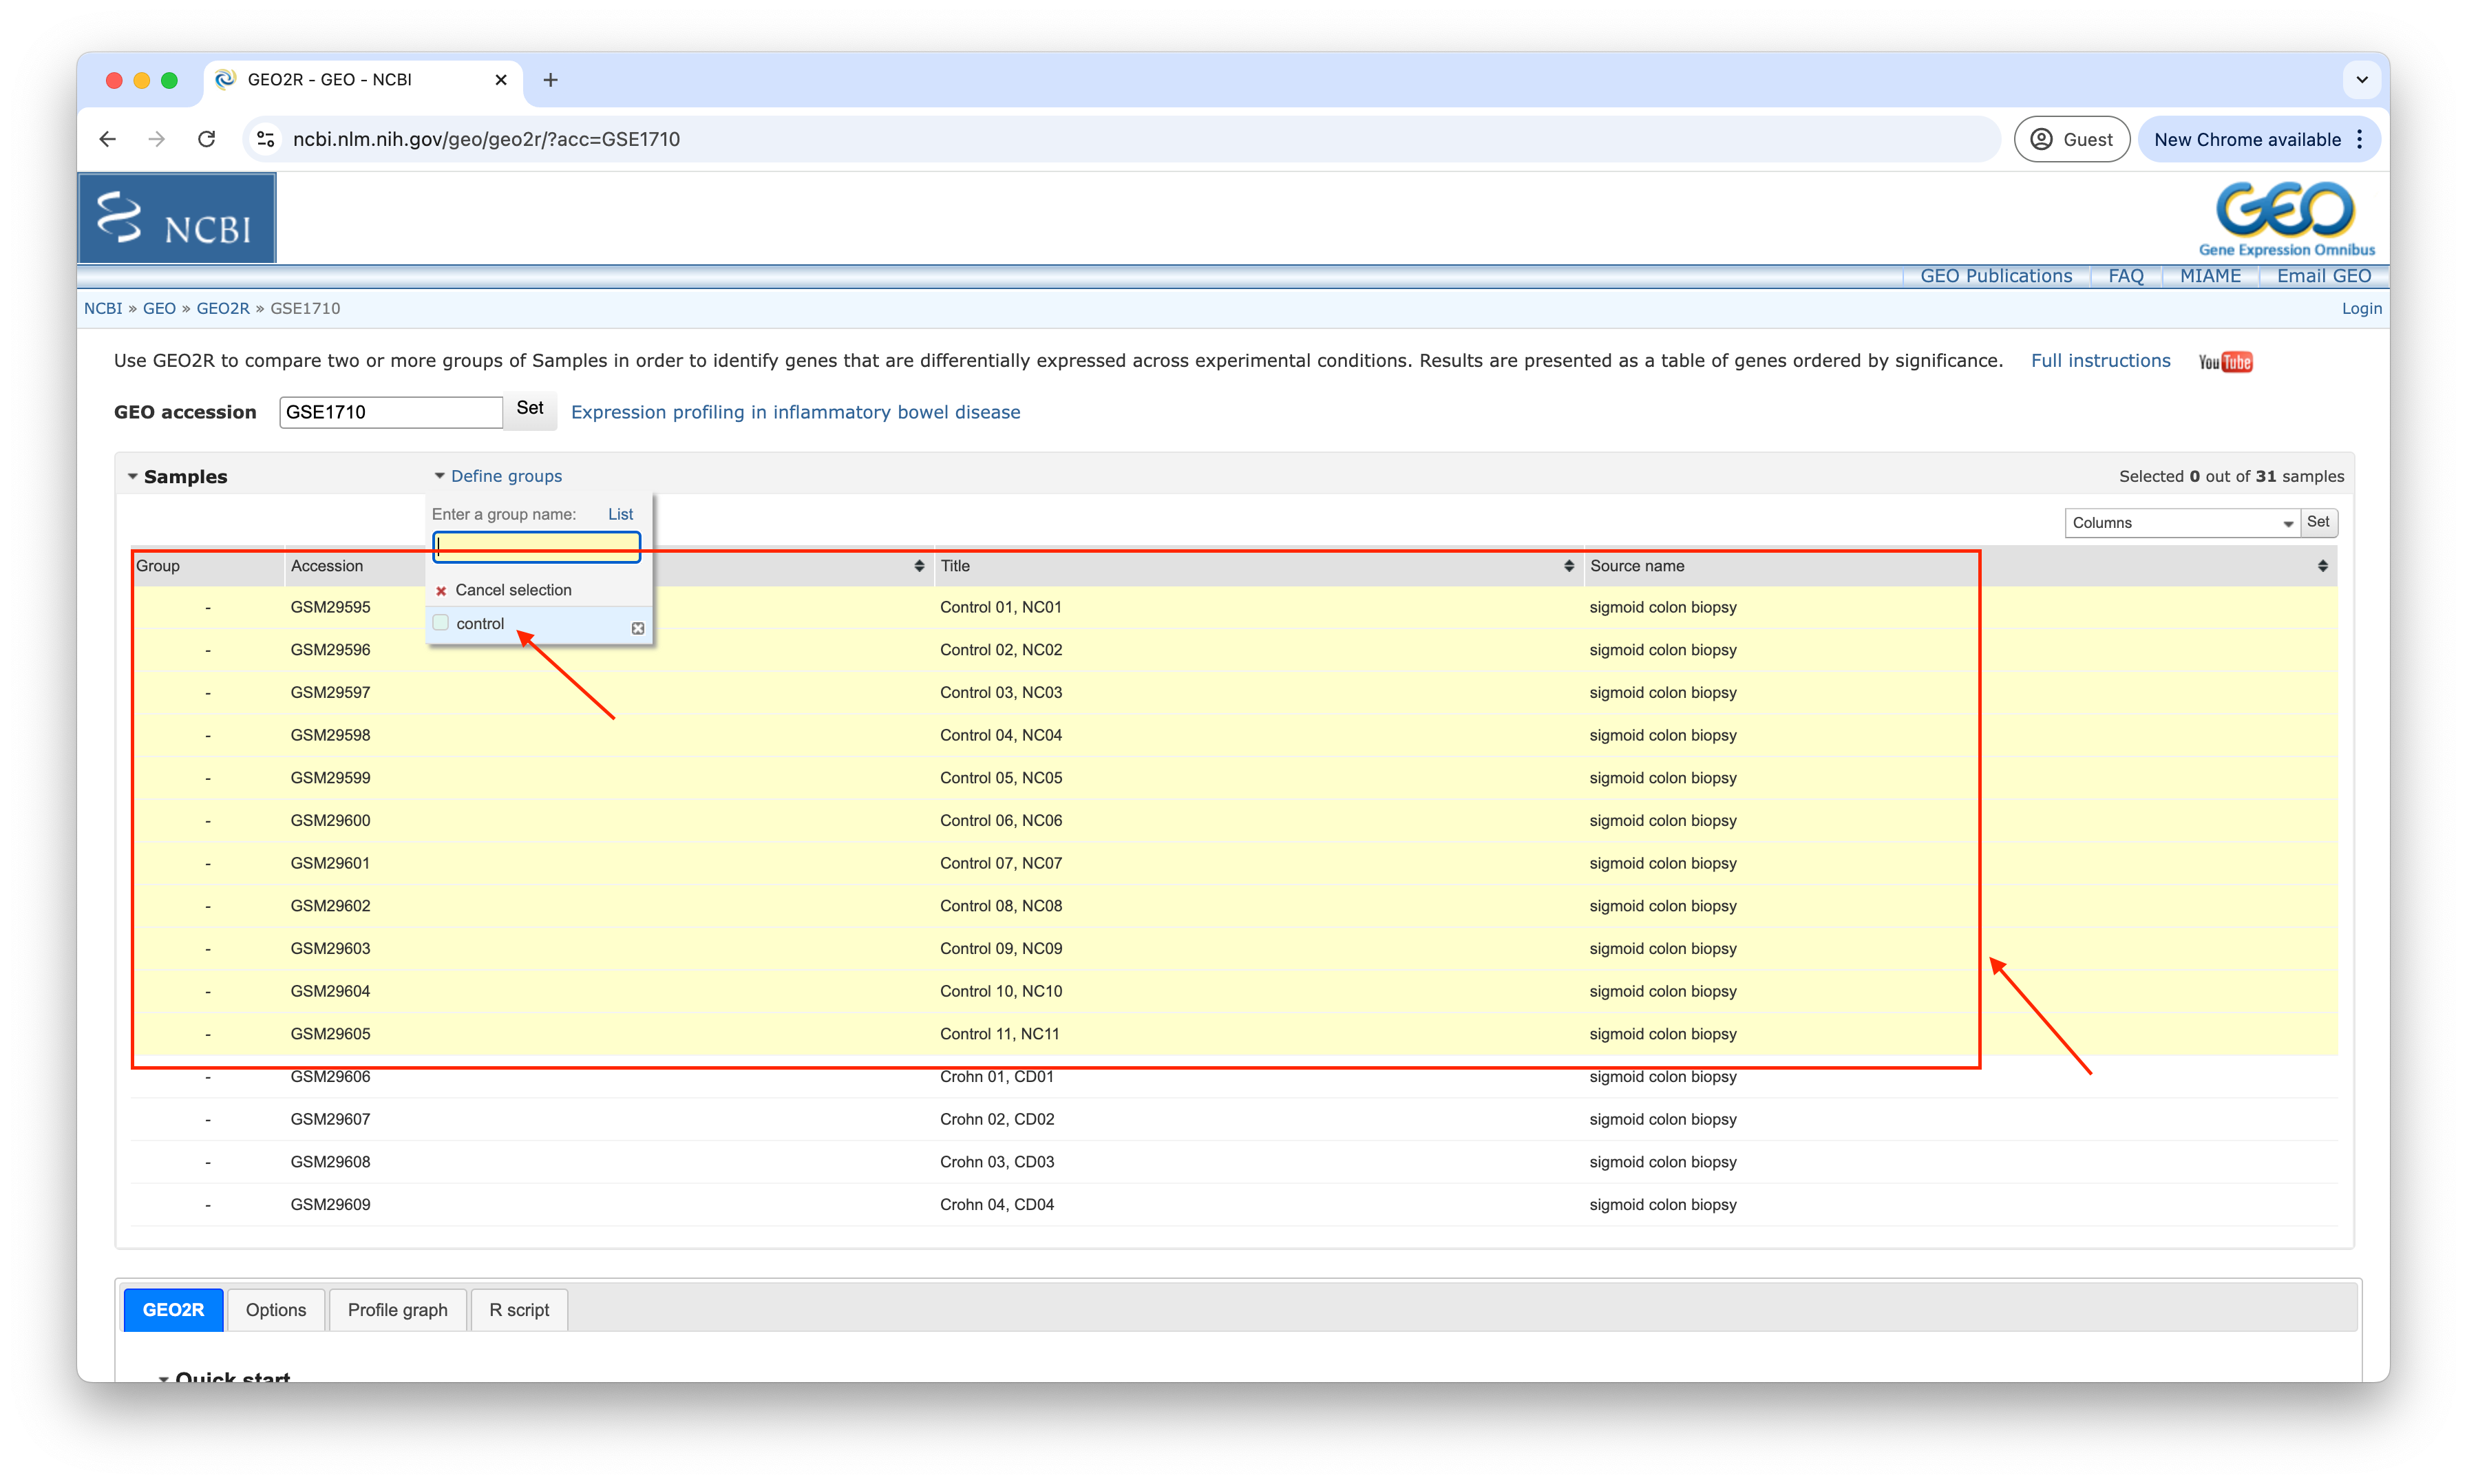 GEO2R - GEO - NCBI
ncbi.nlm.nih.gov/geo/geo2r/?acc=GSE1710
Guest
New Chrome available
NCBI
GEO
Gene Expression Omnibus
GEO Publications FAQ MIAME Email GEO
NCBI » GEO » GEO2R » GSE1710 Login
Use GEO2R to compare two or more groups of Samples in order to identify genes that are differentially expressed across experimental conditions. Results are presented as a table of genes ordered by significance. Full instructions YouTube
GEO accession GSE1710 Set Expression profiling in inflammatory bowel disease
Samples Define groups Selected 0 out of 31 samples
Enter a group name: List
Columns Set
Group Accession Title Source name
Cancel selection
- GSM29595 Control 01, NC01 sigmoid colon biopsy
control
- GSM29596 Control 02, NC02 sigmoid colon biopsy
- GSM29597 Control 03, NC03 sigmoid colon biopsy
- GSM29598 Control 04, NC04 sigmoid colon biopsy
- GSM29599 Control 05, NC05 sigmoid colon biopsy
- GSM29600 Control 06, NC06 sigmoid colon biopsy
- GSM29601 Control 07, NC07 sigmoid colon biopsy
- GSM29602 Control 08, NC08 sigmoid colon biopsy
- GSM29603 Control 09, NC09 sigmoid colon biopsy
- GSM29604 Control 10, NC10 sigmoid colon biopsy
- GSM29605 Control 11, NC11 sigmoid colon biopsy
- GSM29606 Crohn 01, CD01 sigmoid colon biopsy
- GSM29607 Crohn 02, CD02 sigmoid colon biopsy
- GSM29608 Crohn 03, CD03 sigmoid colon biopsy
- GSM29609 Crohn 04, CD04 sigmoid colon biopsy
GEO2R Options Profile graph R script
Quick start